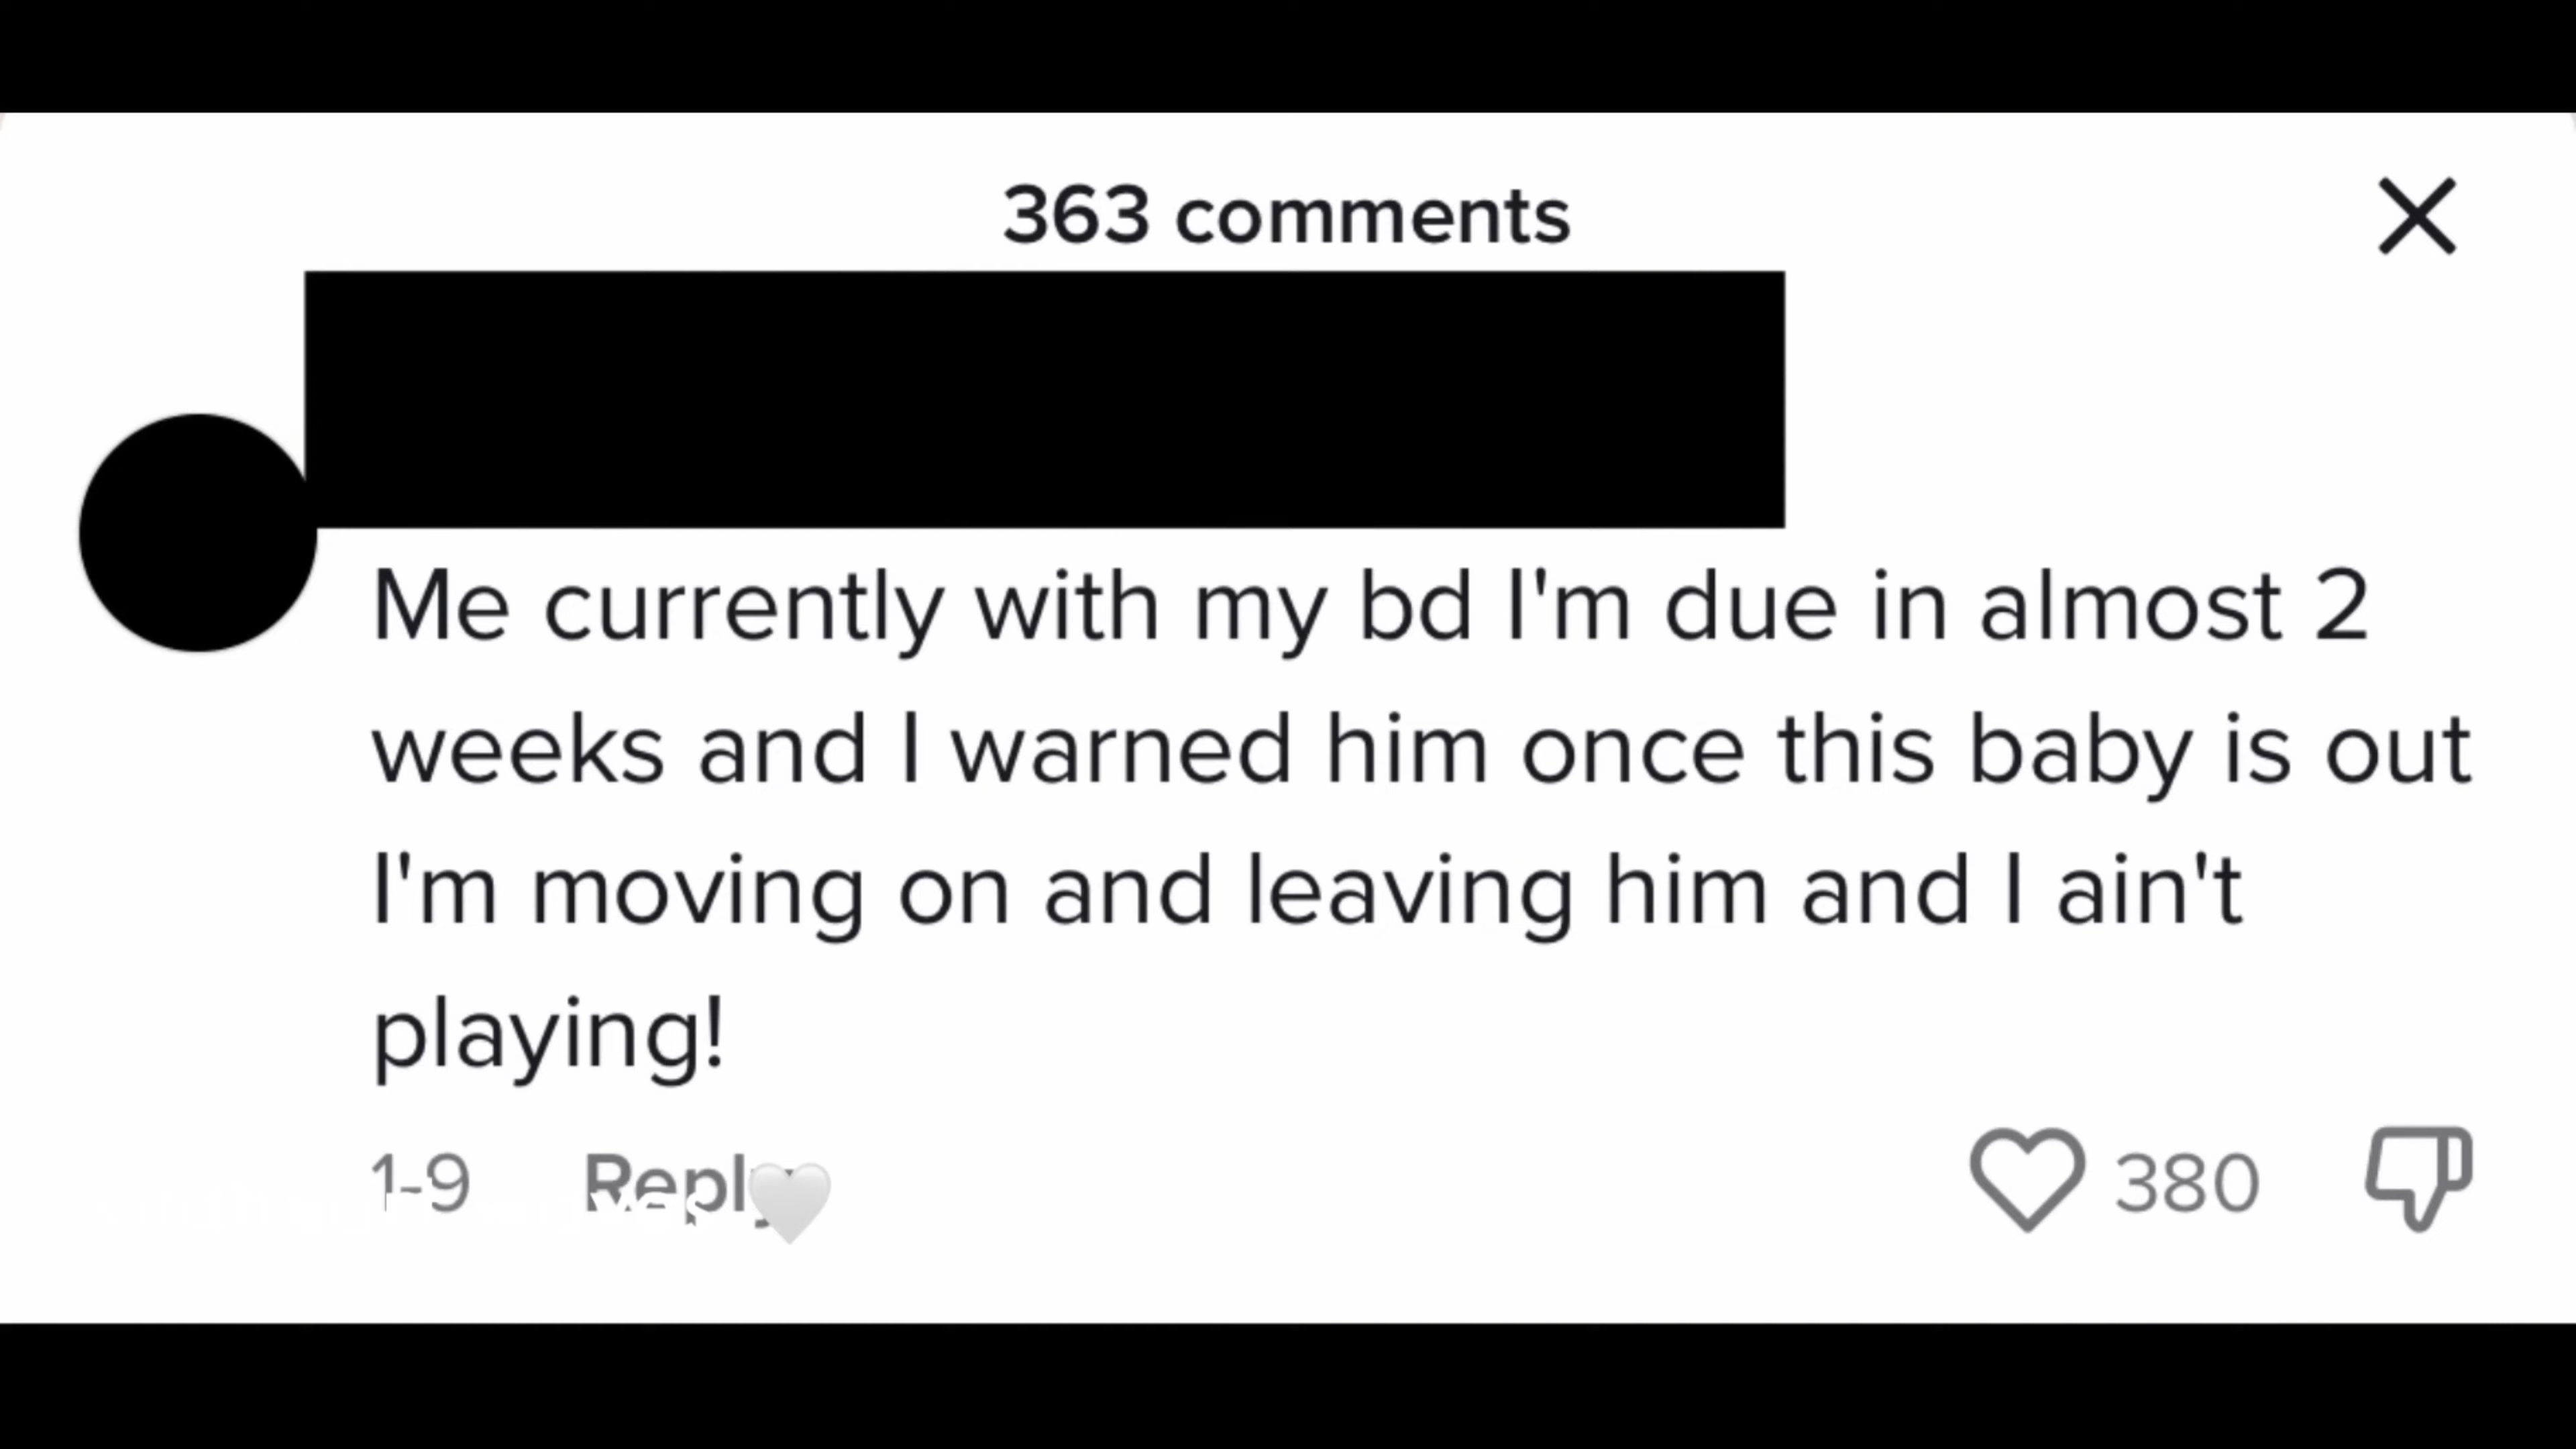 363 comments
Me currently with my bd I'm due in almost 2
weeks and I warned him once this baby is out
I'm moving on and leaving him and I ain't
playing!
1-9 Reply 380